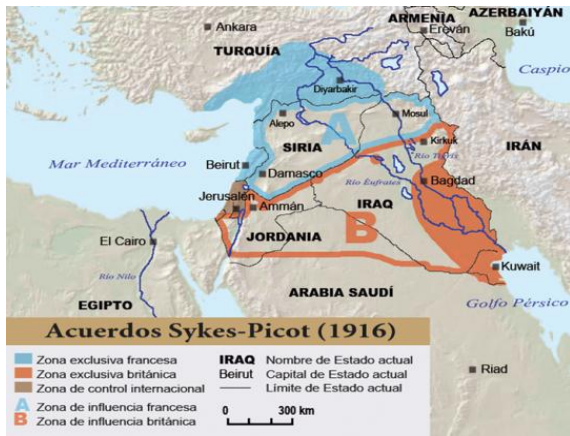 ARMENIA
AZERBAIYÁN
Ankara
Ereván
Bakú
TURQUÍA
Caspio
Diyarbakir
Alepo
A
Mosul
SIRIA
Kirkuk
IRÁN
Mar Mediterráneo
Beirut
Damasco
Río Tigris
Río Éufrates
Bagdad
Jerusalén
Ammán
IRAQ
JORDANIA
B
El Cairo
Kuwait
Río Nilo
ARABIA SAUDÍ
EGIPTO
Golfo Pérsico
Acuerdos Sykes-Picot (1916)
Zona exclusiva francesa
Zona exclusiva británica
Zona de control internacional
A Zona de influencia francesa
B Zona de influencia británica
IRAQ Nombre de Estado actual
Beirut Capital de Estado actual
Límite de Estado actual
0 300 km
Riad